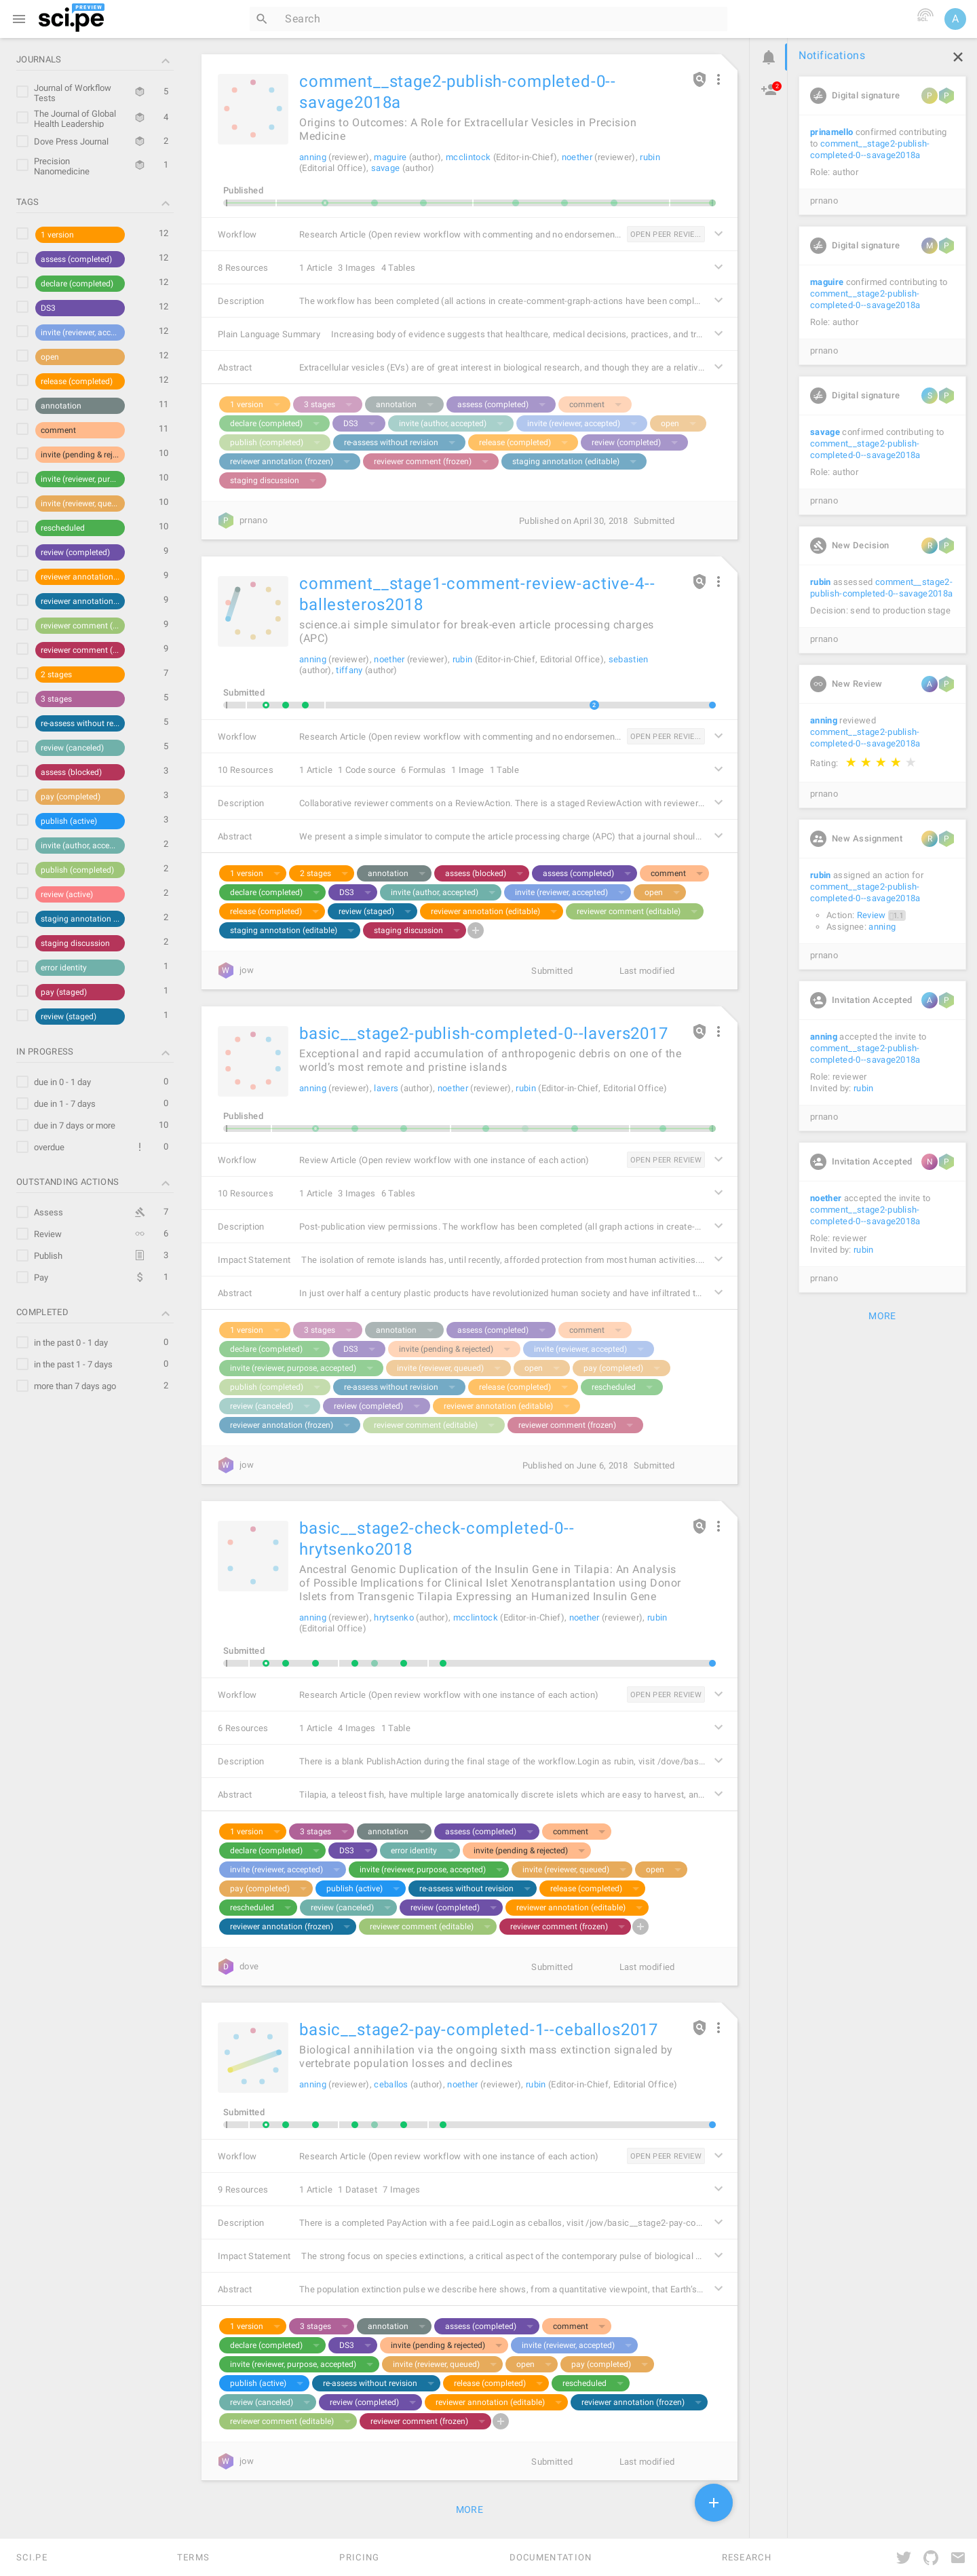 PREVIEW
sci.pe
Search
A
JOURNALS
Journal of Workflow Tests 5
The Journal of Global Health Leadership 4
Dove Press Journal 2
Precision Nanomedicine 1
TAGS
1 version 12
assess (completed) 12
declare (completed) 12
DS3 12
invite (reviewer, acc... 12
open 12
release (completed) 12
annotation 11
comment 11
invite (pending & rej... 10
invite (reviewer, pur... 10
invite (reviewer, que... 10
rescheduled 10
review (completed) 9
reviewer annotation... 9
reviewer annotation... 9
reviewer comment (... 9
reviewer comment (... 9
2 stages 7
3 stages 5
re-assess without re... 5
review (canceled) 5
assess (blocked) 3
pay (completed) 3
publish (active) 3
invite (author, acce... 2
publish (completed) 2
review (active) 2
staging annotation ... 2
staging discussion 2
error identity 1
pay (staged) 1
review (staged) 1
IN PROGRESS
due in 0 - 1 day 0
due in 1 - 7 days 0
due in 7 days or more 10
overdue ! 0
OUTSTANDING ACTIONS
Assess 7
Review 6
Publish 3
Pay $ 1
COMPLETED
in the past 0 - 1 day 0
in the past 1 - 7 days 0
more than 7 days ago 2
comment__stage2-publish-completed-0--
savage2018a
Origins to Outcomes: A Role for Extracellular Vesicles in Precision
Medicine
anning (reviewer), maguire (author), mcclintock (Editor-in-Chief), noether (reviewer), rubin
(Editorial Office), savage (author)
Published
Workflow Research Article (Open review workflow with commenting and no endorsemen... OPEN PEER REVIE...
8 Resources 1 Article 3 Images 4 Tables
Description The workflow has been completed (all actions in create-comment-graph-actions have been compl...
Plain Language Summary Increasing body of evidence suggests that healthcare, medical decisions, practices, and tr...
Abstract Extracellular vesicles (EVs) are of great interest in biological research, and though they are a relativ...
1 version 3 stages annotation assess (completed) comment
declare (completed) DS3 invite (author, accepted) invite (reviewer, accepted) open
publish (completed) re-assess without revision release (completed) review (completed)
reviewer annotation (frozen) reviewer comment (frozen) staging annotation (editable)
staging discussion
P prnano Published on April 30, 2018 Submitted
comment__stage1-comment-review-active-4--
ballesteros2018
science.ai simple simulator for break-even article processing charges
(APC)
anning (reviewer), noether (reviewer), rubin (Editor-in-Chief, Editorial Office), sebastien
(author), tiffany (author)
Submitted
2
Workflow Research Article (Open review workflow with commenting and no endorsemen... OPEN PEER REVIE...
10 Resources 1 Article 1 Code source 6 Formulas 1 Image 1 Table
Description Collaborative reviewer comments on a ReviewAction. There is a staged ReviewAction with reviewer...
Abstract We present a simple simulator to compute the article processing charge (APC) that a journal shoul...
1 version 2 stages annotation assess (blocked) assess (completed) comment
declare (completed) DS3 invite (author, accepted) invite (reviewer, accepted) open
release (completed) review (staged) reviewer annotation (editable) reviewer comment (editable)
staging annotation (editable) staging discussion
W jow Submitted Last modified
basic__stage2-publish-completed-0--lavers2017
Exceptional and rapid accumulation of anthropogenic debris on one of the
world's most remote and pristine islands
anning (reviewer), lavers (author), noether (reviewer), rubin (Editor-in-Chief, Editorial Office)
Published
Workflow Review Article (Open review workflow with one instance of each action) OPEN PEER REVIEW
10 Resources 1 Article 3 Images 6 Tables
Description Post-publication view permissions. The workflow has been completed (all graph actions in create-...
Impact Statement The isolation of remote islands has, until recently, afforded protection from most human activities....
Abstract In just over half a century plastic products have revolutionized human society and have infiltrated t...
1 version 3 stages annotation assess (completed) comment
declare (completed) DS3 invite (pending & rejected) invite (reviewer, accepted)
invite (reviewer, purpose, accepted) invite (reviewer, queued) open pay (completed)
publish (completed) re-assess without revision release (completed) rescheduled
review (canceled) review (completed) reviewer annotation (editable)
reviewer annotation (frozen) reviewer comment (editable) reviewer comment (frozen)
W jow Published on June 6, 2018 Submitted
basic__stage2-check-completed-0--
hrytsenko2018
Ancestral Genomic Duplication of the Insulin Gene in Tilapia: An Analysis
of Possible Implications for Clinical Islet Xenotransplantation using Donor
Islets from Transgenic Tilapia Expressing an Humanized Insulin Gene
anning (reviewer), hrytsenko (author), mcclintock (Editor-in-Chief), noether (reviewer), rubin
(Editorial Office)
Submitted
Workflow Research Article (Open review workflow with one instance of each action) OPEN PEER REVIEW
6 Resources 1 Article 4 Images 1 Table
Description There is a blank PublishAction during the final stage of the workflow.Login as rubin, visit /dove/bas...
Abstract Tilapia, a teleost fish, have multiple large anatomically discrete islets which are easy to harvest, an...
1 version 3 stages annotation assess (completed) comment
declare (completed) DS3 error identity invite (pending & rejected)
invite (reviewer, accepted) invite (reviewer, purpose, accepted) invite (reviewer, queued) open
pay (completed) publish (active) re-assess without revision release (completed)
rescheduled review (canceled) review (completed) reviewer annotation (editable)
reviewer annotation (frozen) reviewer comment (editable) reviewer comment (frozen)
D dove Submitted Last modified
basic__stage2-pay-completed-1--ceballos2017
Biological annihilation via the ongoing sixth mass extinction signaled by
vertebrate population losses and declines
anning (reviewer), ceballos (author), noether (reviewer), rubin (Editor-in-Chief, Editorial Office)
Submitted
Workflow Research Article (Open review workflow with one instance of each action) OPEN PEER REVIEW
9 Resources 1 Article 1 Dataset 7 Images
Description There is a completed PayAction with a fee paid.Login as ceballos, visit /jow/basic__stage2-pay-co...
Impact Statement The strong focus on species extinctions, a critical aspect of the contemporary pulse of biological ...
Abstract The population extinction pulse we describe here shows, from a quantitative viewpoint, that Earth's...
1 version 3 stages annotation assess (completed) comment
declare (completed) DS3 invite (pending & rejected) invite (reviewer, accepted)
invite (reviewer, purpose, accepted) invite (reviewer, queued) open pay (completed)
publish (active) re-assess without revision release (completed) rescheduled
review (canceled) review (completed) reviewer annotation (editable) reviewer annotation (frozen)
reviewer comment (editable) reviewer comment (frozen)
W jow Submitted Last modified
MORE
2
Notifications
Digital signature P P
prinamello confirmed contributing
to comment__stage2-publish-
completed-0--savage2018a
Role: author
prnano
Digital signature M P
maguire confirmed contributing to
comment__stage2-publish-
completed-0--savage2018a
Role: author
prnano
Digital signature S P
savage confirmed contributing to
comment__stage2-publish-
completed-0--savage2018a
Role: author
prnano
New Decision R P
rubin assessed comment__stage2-
publish-completed-0--savage2018a
Decision: send to production stage
prnano
New Review A P
anning reviewed
comment__stage2-publish-
completed-0--savage2018a
Rating:
prnano
New Assignment R P
rubin assigned an action for
comment__stage2-publish-
completed-0--savage2018a
Action: Review :1.1
Assignee: anning
prnano
Invitation Accepted A P
anning accepted the invite to
comment__stage2-publish-
completed-0--savage2018a
Role: reviewer
Invited by: rubin
prnano
Invitation Accepted N P
noether accepted the invite to
comment__stage2-publish-
completed-0--savage2018a
Role: reviewer
Invited by: rubin
prnano
MORE
SCI.PE TERMS PRICING DOCUMENTATION RESEARCH